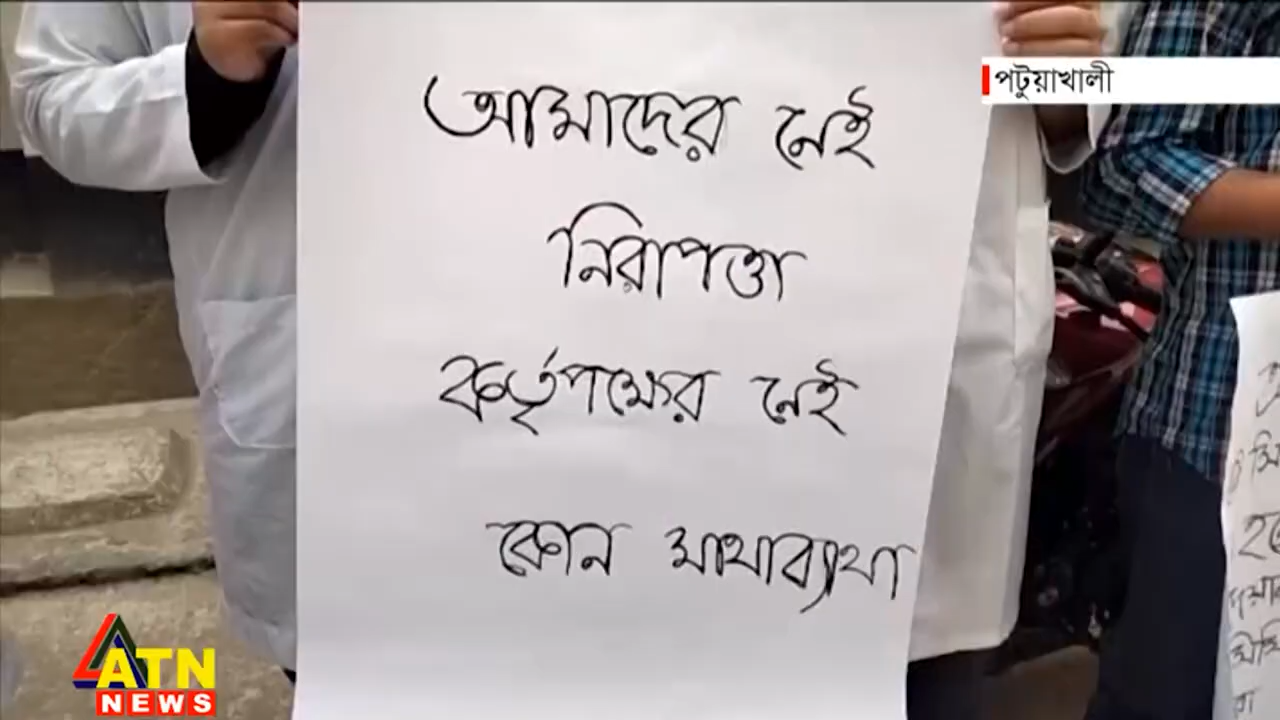 পটুয়াখালী
আমাদের নেই
নিরাপত্তা
কর্তৃপক্ষের নেই
কোন মাথাব্যথা
ATN
NEWS